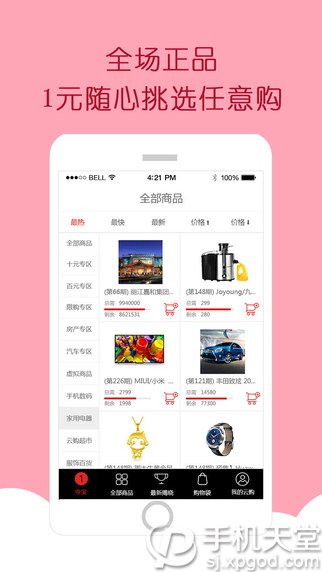 全场正品
1元随心挑选任意购
BELL
4:21 PM
100%
全部商品
最热 最快 最新 价格↑ 价格↓
全部商品
十元专区
百元专区
限购专区
房产专区
汽车专区
虚拟商品
手机数码
家用电器
云购超市
服饰百货
(第66期) 丽江嘉和集团...
总需 9940000
剩余 8621531
(第148期) Joyoung/九...
总需 299
剩余 280
(第226期) MIUI/小米
总需 2799
剩余 1998
(第121期) 丰田致炫 20...
总需 14580
剩余 14580
1
夺宝
全部商品
最新揭晓
购物袋
我的云购
手机天堂
sj.xpgod.com